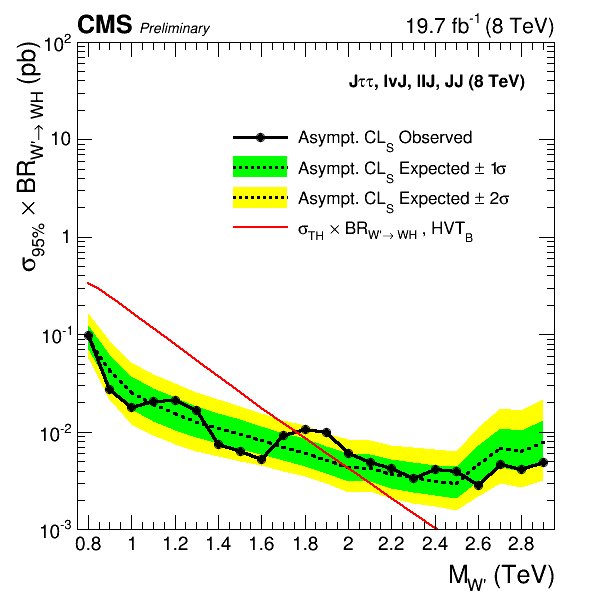 CMS Preliminary 19.7 fb⁻¹ (8 TeV)
σ95% × BRW'→ WH (pb)
Jττ, lνJ, llJ, JJ (8 TeV)
Asympt. CLS Observed
Asympt. CLS Expected ± 1σ
Asympt. CLS Expected ± 2σ
σTH × BRW'→ WH , HVTB
10²
10
1
10⁻¹
10⁻²
10⁻³
0.8 1 1.2 1.4 1.6 1.8 2 2.2 2.4 2.6 2.8
MW' (TeV)